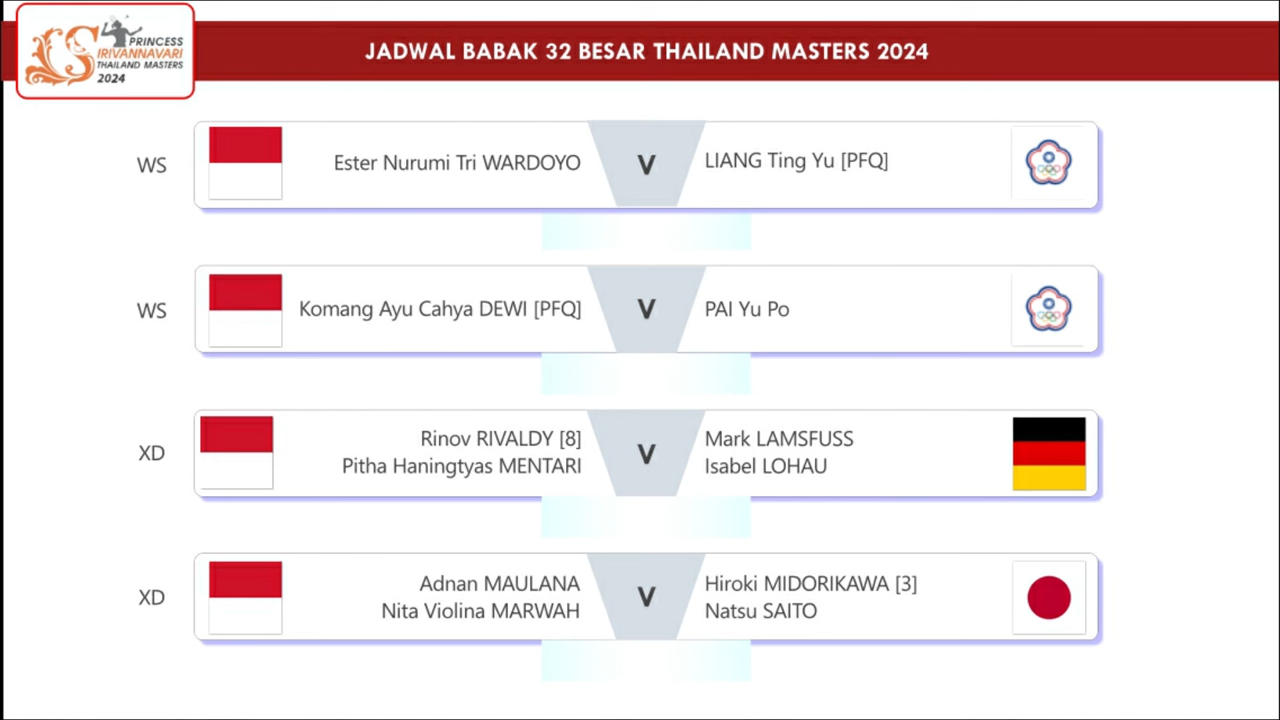 PRINCESS
SIRIVANNAVARI
THAILAND MASTERS
2024
JADWAL BABAK 32 BESAR THAILAND MASTERS 2024
WS
Ester Nurumi Tri WARDOYO
V
LIANG Ting Yu [PFQ]
WS
Komang Ayu Cahya DEWI [PFQ]
V
PAI Yu Po
XD
Rinov RIVALDY [8]
Pitha Haningtyas MENTARI
V
Mark LAMSFUSS
Isabel LOHAU
XD
Adnan MAULANA
Nita Violina MARWAH
V
Hiroki MIDORIKAWA [3]
Natsu SAITO